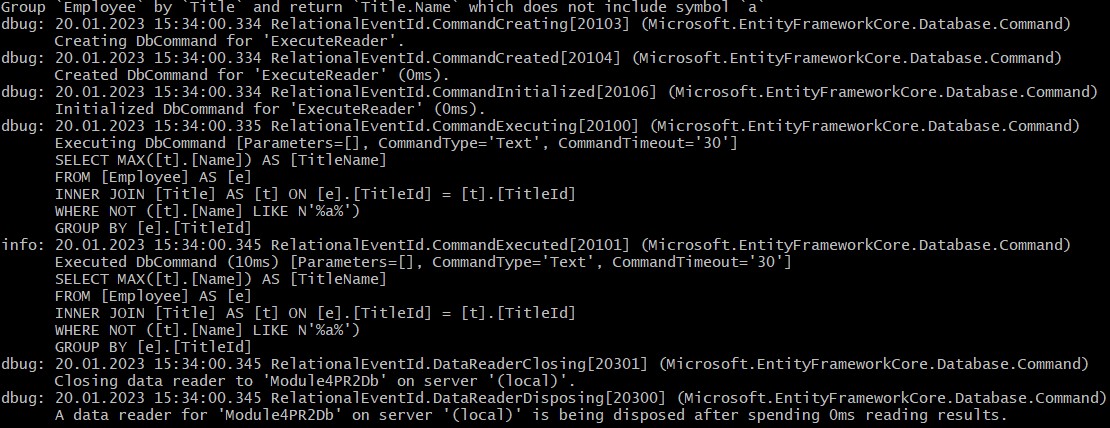 Group `Employee` by `Title` and return `Title.Name` which does not include symbol `a`
dbug: 20.01.2023 15:34:00.334 RelationalEventId.CommandCreating[20103] (Microsoft.EntityFrameworkCore.Database.Command)
      Creating DbCommand for 'ExecuteReader'.
dbug: 20.01.2023 15:34:00.334 RelationalEventId.CommandCreated[20104] (Microsoft.EntityFrameworkCore.Database.Command)
      Created DbCommand for 'ExecuteReader' (0ms).
dbug: 20.01.2023 15:34:00.334 RelationalEventId.CommandInitialized[20106] (Microsoft.EntityFrameworkCore.Database.Command)
      Initialized DbCommand for 'ExecuteReader' (0ms).
dbug: 20.01.2023 15:34:00.335 RelationalEventId.CommandExecuting[20100] (Microsoft.EntityFrameworkCore.Database.Command)
      Executing DbCommand [Parameters=[], CommandType='Text', CommandTimeout='30']
      SELECT MAX([t].[Name]) AS [TitleName]
      FROM [Employee] AS [e]
      INNER JOIN [Title] AS [t] ON [e].[TitleId] = [t].[TitleId]
      WHERE NOT ([t].[Name] LIKE N'%a%')
      GROUP BY [e].[TitleId]
info: 20.01.2023 15:34:00.345 RelationalEventId.CommandExecuted[20101] (Microsoft.EntityFrameworkCore.Database.Command)
      Executed DbCommand (10ms) [Parameters=[], CommandType='Text', CommandTimeout='30']
      SELECT MAX([t].[Name]) AS [TitleName]
      FROM [Employee] AS [e]
      INNER JOIN [Title] AS [t] ON [e].[TitleId] = [t].[TitleId]
      WHERE NOT ([t].[Name] LIKE N'%a%')
      GROUP BY [e].[TitleId]
dbug: 20.01.2023 15:34:00.345 RelationalEventId.DataReaderClosing[20301] (Microsoft.EntityFrameworkCore.Database.Command)
      Closing data reader to 'Module4PR2Db' on server '(local)'.
dbug: 20.01.2023 15:34:00.345 RelationalEventId.DataReaderDisposing[20300] (Microsoft.EntityFrameworkCore.Database.Command)
      A data reader for 'Module4PR2Db' on server '(local)' is being disposed after spending 0ms reading results.